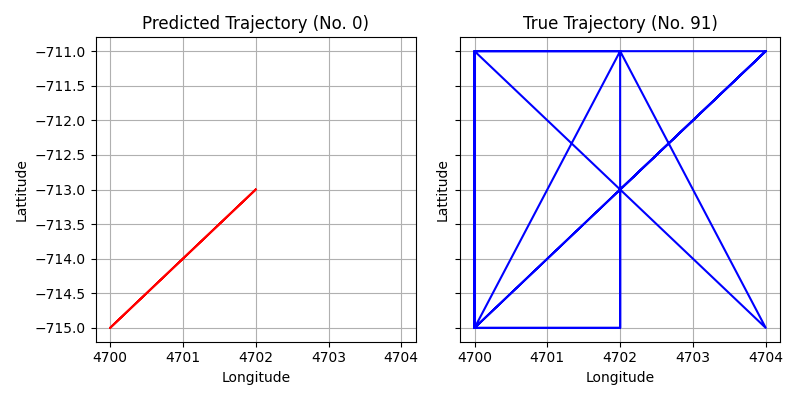 Predicted Trajectory (No. 0)
True Trajectory (No. 91)
−711.0
−711.5
−712.0
−712.5
−713.0
−713.5
−714.0
−714.5
−715.0
Lattitude
Lattitude
4700 4701 4702 4703 4704
4700 4701 4702 4703 4704
Longitude
Longitude